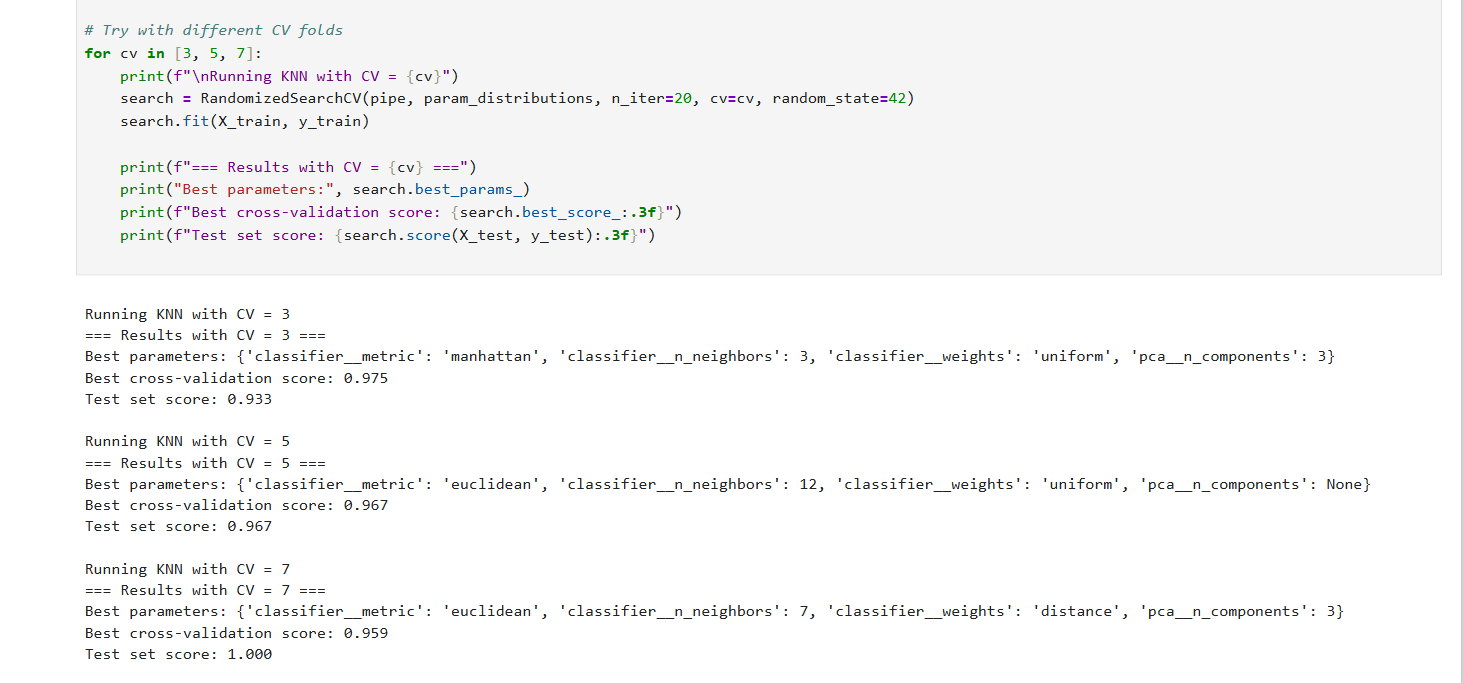 # Try with different CV folds
for cv in [3, 5, 7]:
    print(f"\nRunning KNN with CV = {cv}")
    search = RandomizedSearchCV(pipe, param_distributions, n_iter=20, cv=cv, random_state=42)
    search.fit(X_train, y_train)
    print(f"=== Results with CV = {cv} ===")
    print("Best parameters:", search.best_params_)
    print(f"Best cross-validation score: {search.best_score_:.3f}")
    print(f"Test set score: {search.score(X_test, y_test):.3f}")
Running KNN with CV = 3
=== Results with CV = 3 ===
Best parameters: {'classifier__metric': 'manhattan', 'classifier__n_neighbors': 3, 'classifier__weights': 'uniform', 'pca__n_components': 3}
Best cross-validation score: 0.975
Test set score: 0.933
Running KNN with CV = 5
=== Results with CV = 5 ===
Best parameters: {'classifier__metric': 'euclidean', 'classifier__n_neighbors': 12, 'classifier__weights': 'uniform', 'pca__n_components': None}
Best cross-validation score: 0.967
Test set score: 0.967
Running KNN with CV = 7
=== Results with CV = 7 ===
Best parameters: {'classifier__metric': 'euclidean', 'classifier__n_neighbors': 7, 'classifier__weights': 'distance', 'pca__n_components': 3}
Best cross-validation score: 0.959
Test set score: 1.000